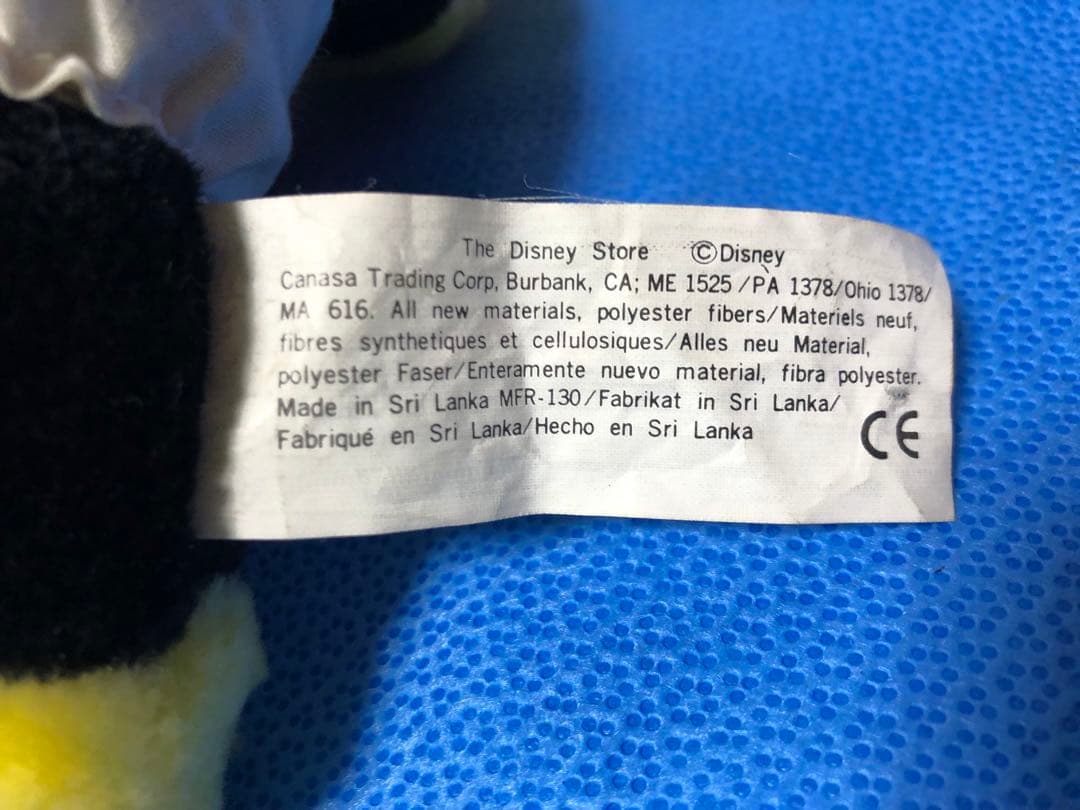 The Disney Store ©Disney
Canasa Trading Corp, Burbank, CA; ME 1525 /PA 1378/Ohio 1378/
MA 616. All new materials, polyester fibers/Materiels neuf,
fibres synthetiques et cellulosiques/Alles neu Material,
polyester Faser/Enteramente nuevo material, fibra polyester.
Made in Sri Lanka MFR-130/Fabrikat in Sri Lanka/
Fabriqué en Sri Lanka/Hecho en Sri Lanka
CE